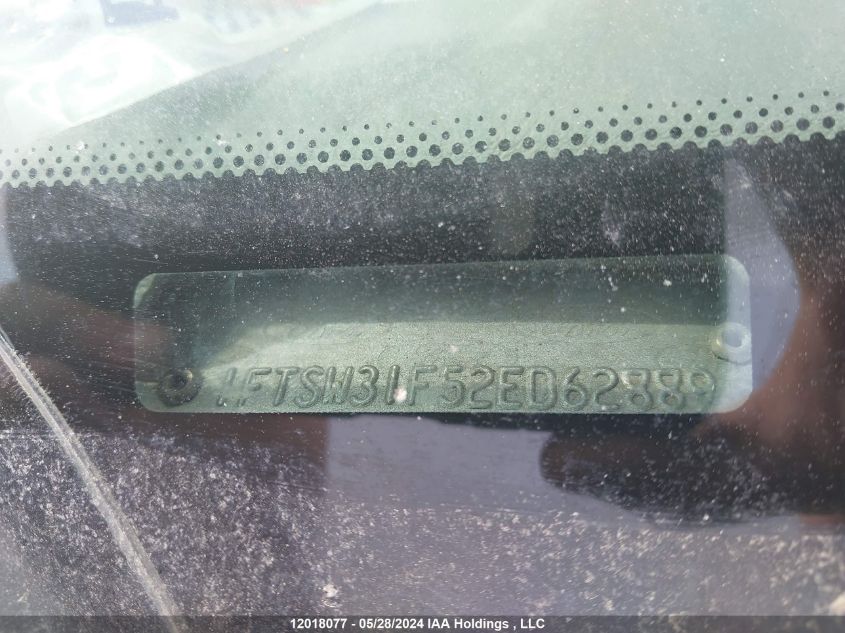 1FTSW31F52ED62889
12018077 - 05/28/2024 IAA Holdings , LLC